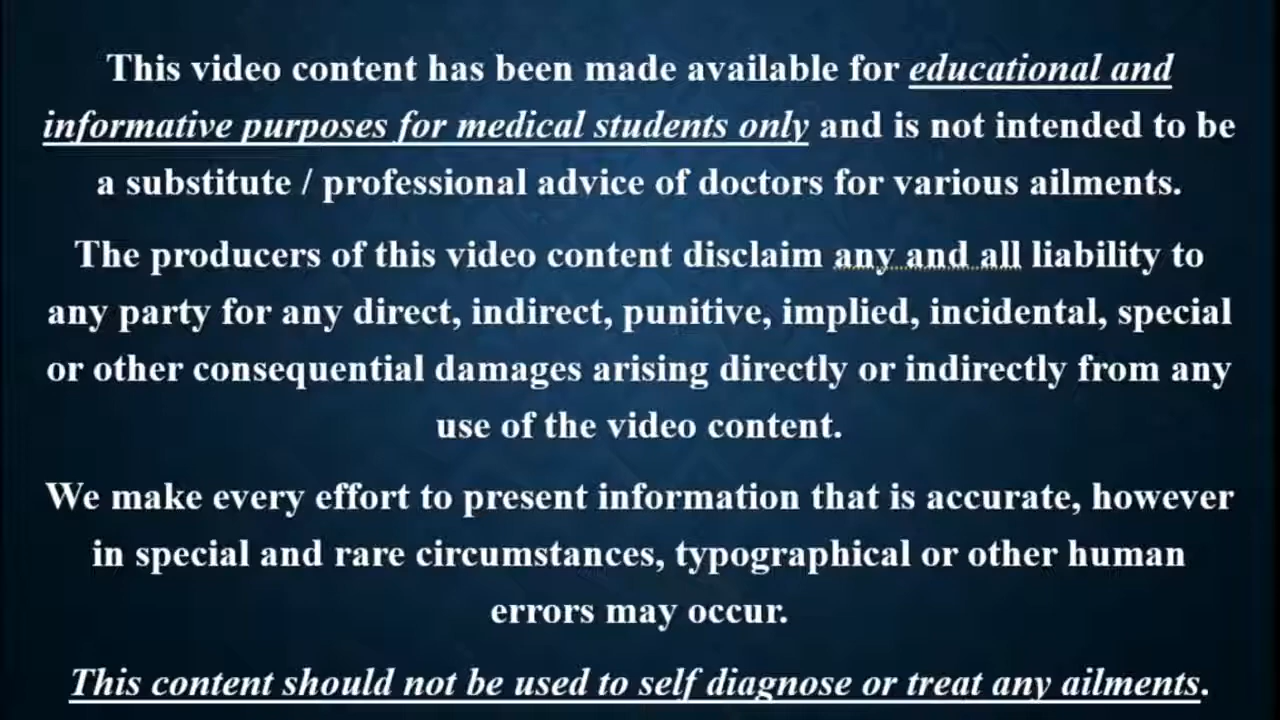 This video content has been made available for educational and
informative purposes for medical students only and is not intended to be
a substitute / professional advice of doctors for various ailments.
The producers of this video content disclaim any and all liability to
any party for any direct, indirect, punitive, implied, incidental, special
or other consequential damages arising directly or indirectly from any
use of the video content.
We make every effort to present information that is accurate, however
in special and rare circumstances, typographical or other human
errors may occur.
This content should not be used to self diagnose or treat any ailments.